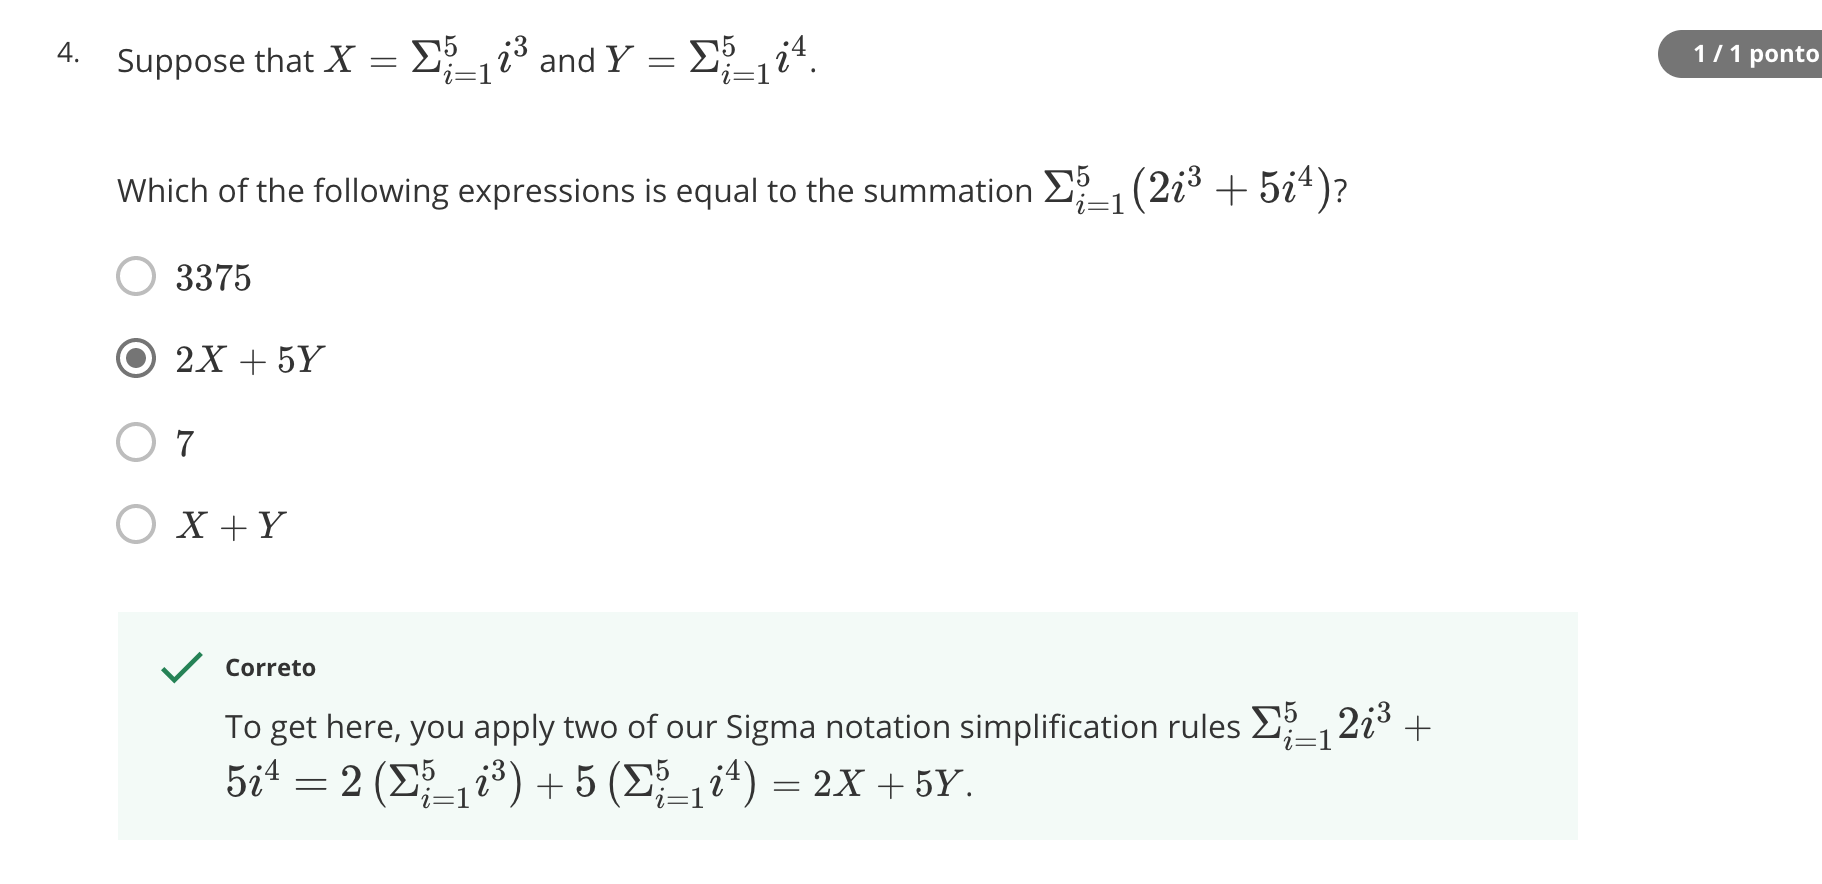 4. Suppose that $X = \Sigma_{i=1}^{5} i^3$ and $Y = \Sigma_{i=1}^{5} i^4$.
1 / 1 ponto
Which of the following expressions is equal to the summation $\Sigma_{i=1}^{5} (2i^3 + 5i^4)$?
3375
$2X + 5Y$
7
$X + Y$
Correto
To get here, you apply two of our Sigma notation simplification rules $\Sigma_{i=1}^{5} 2i^3 +$
$5i^4 = 2 \left(\Sigma_{i=1}^{5} i^3\right) + 5 \left(\Sigma_{i=1}^{5} i^4\right) = 2X + 5Y.$